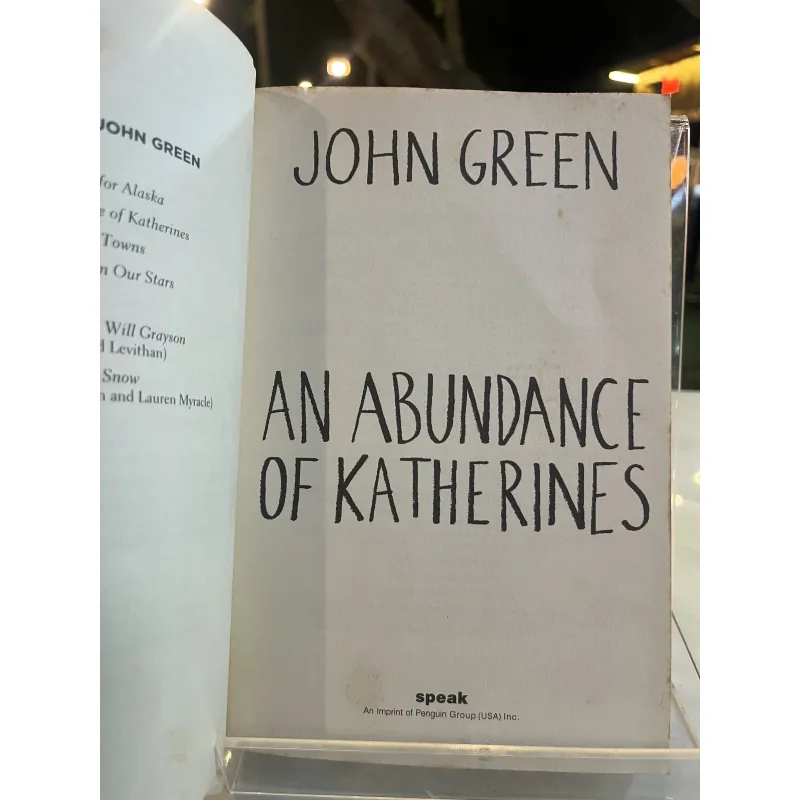 JOHN GREEN
for Alaska
of Katherines
Towns
Our Stars
Will Grayson
Levithan)
Snow
and Lauren Myracle)
JOHN GREEN
AN ABUNDANCE
OF KATHERINES
speak
An Imprint of Penguin Group (USA) Inc.